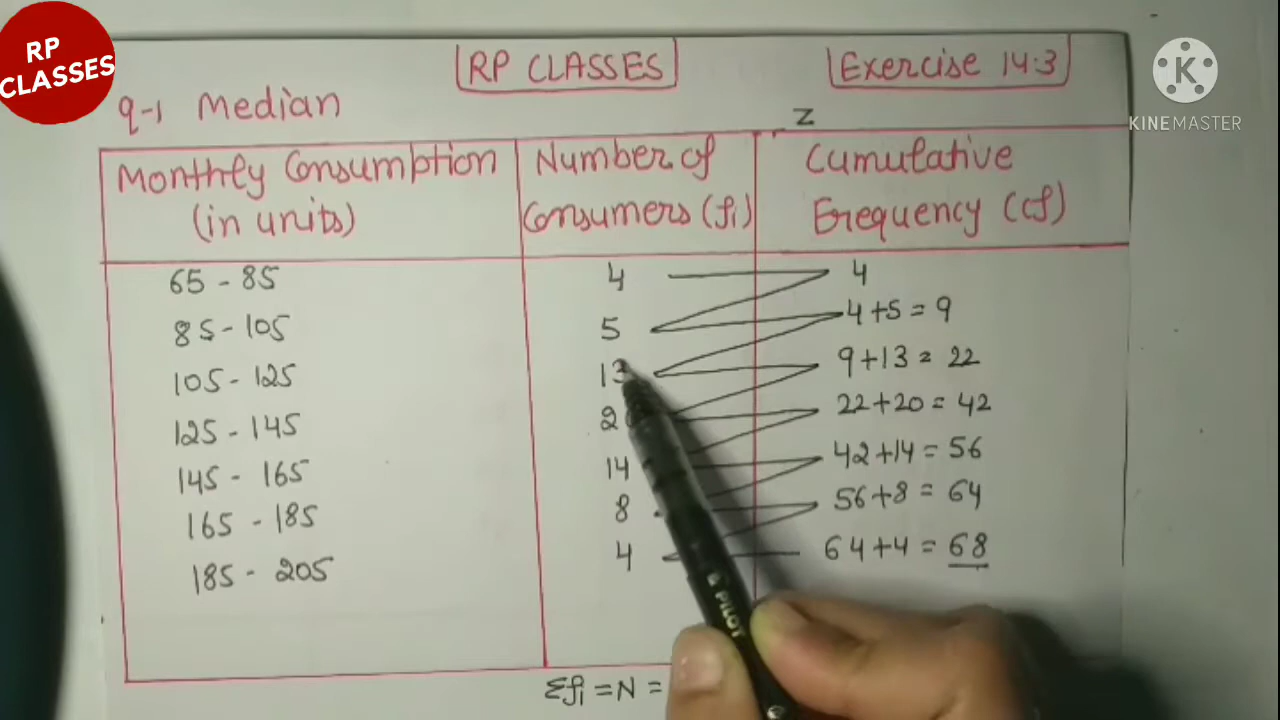 RP
CLASSES
RP CLASSES
Exercise 14.3
K
KINEMASTER
q-1 Median
Z
Monthly Consumption
(in units)
Number of
Consumers (fi)
Cumulative
Frequency (cf)
65 - 85 4 4
85 - 105 5 4+5 = 9
105 - 125 13 9+13 = 22
125 - 145 22+20 = 42
145 - 165 14 42+14 = 56
165 - 185 8 56+8 = 64
185 - 205 4 64+4 = 68
Σfi = N =
B PILOT